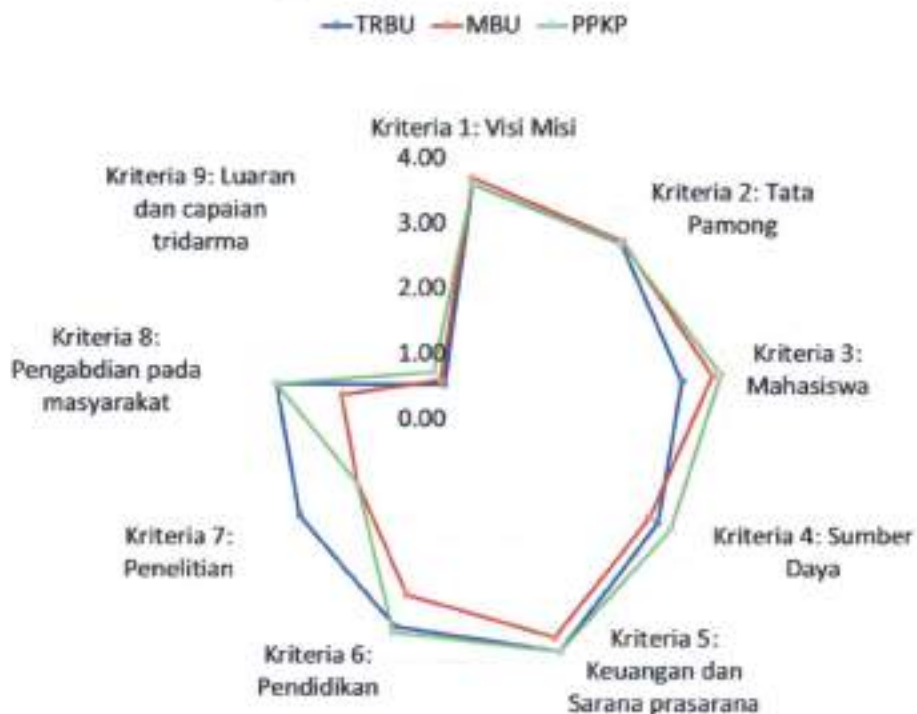 TRBU MBU PPKP
Kriteria 1: Visi Misi
4.00
3.00
2.00
1.00
0.00
Kriteria 2: Tata
Pamong
Kriteria 3:
Mahasiswa
Kriteria 4: Sumber
Daya
Kriteria 5:
Keuangan dan
Sarana prasarana
Kriteria 6:
Pendidikan
Kriteria 7:
Penelitian
Kriteria 8:
Pengabdian pada
masyarakat
Kriteria 9: Luaran
dan capaian
tridarma